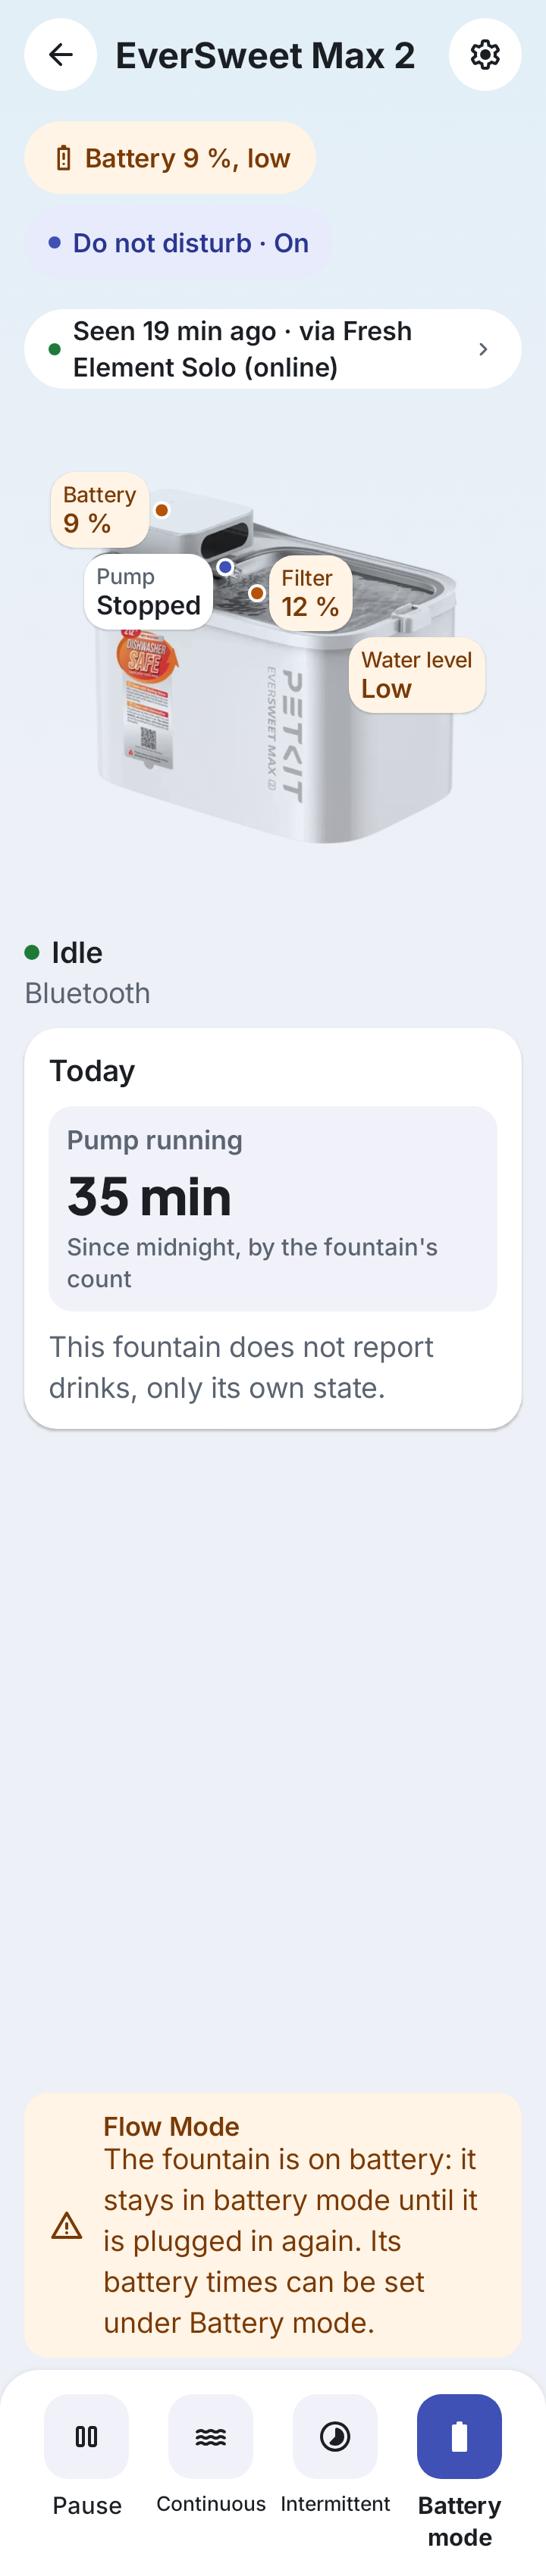 EverSweet Max 2
Battery 9 %, low
Do not disturb · On
Seen 19 min ago · via Fresh
Element Solo (online)
Battery
9 %
Pump
Stopped
Filter
12 %
Water level
Low
DISHWASHER
SAFE
PETKIT
EVERSWEET MAX 2
Idle
Bluetooth
Today
Pump running
35 min
Since midnight, by the fountain's
count
This fountain does not report
drinks, only its own state.
Flow Mode
The fountain is on battery: it
stays in battery mode until it
is plugged in again. Its
battery times can be set
under Battery mode.
Pause
Continuous
Intermittent
Battery
mode